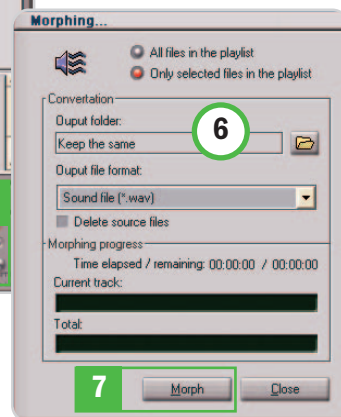 Morphing...
All files in the playlist
Only selected files in the playlist
Convertation
Ouput folder:
6
Keep the same
Ouput file format:
Sound file (*.wav)
Delete source files
Morphing progress
Time elapsed / remaining: 00:00:00 / 00:00:00
Current track:
Total:
7
Morph
Close